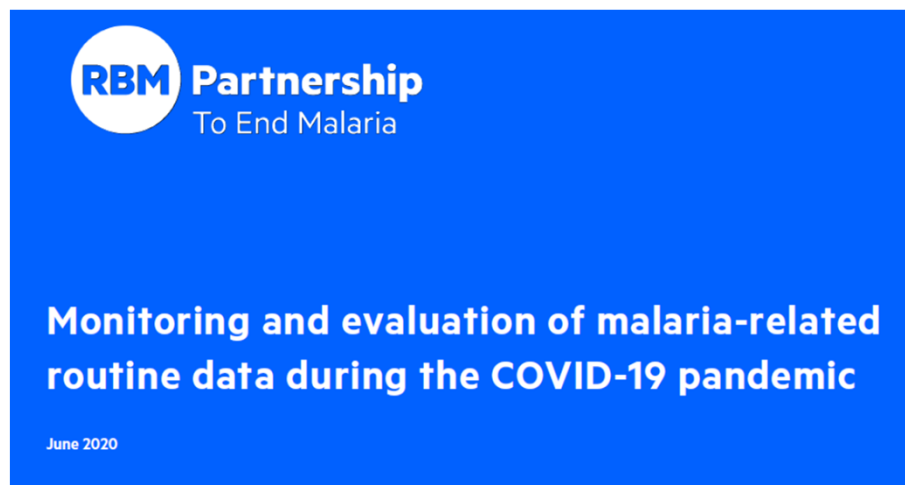 RBM Partnership
To End Malaria
Monitoring and evaluation of malaria-related
routine data during the COVID-19 pandemic
June 2020